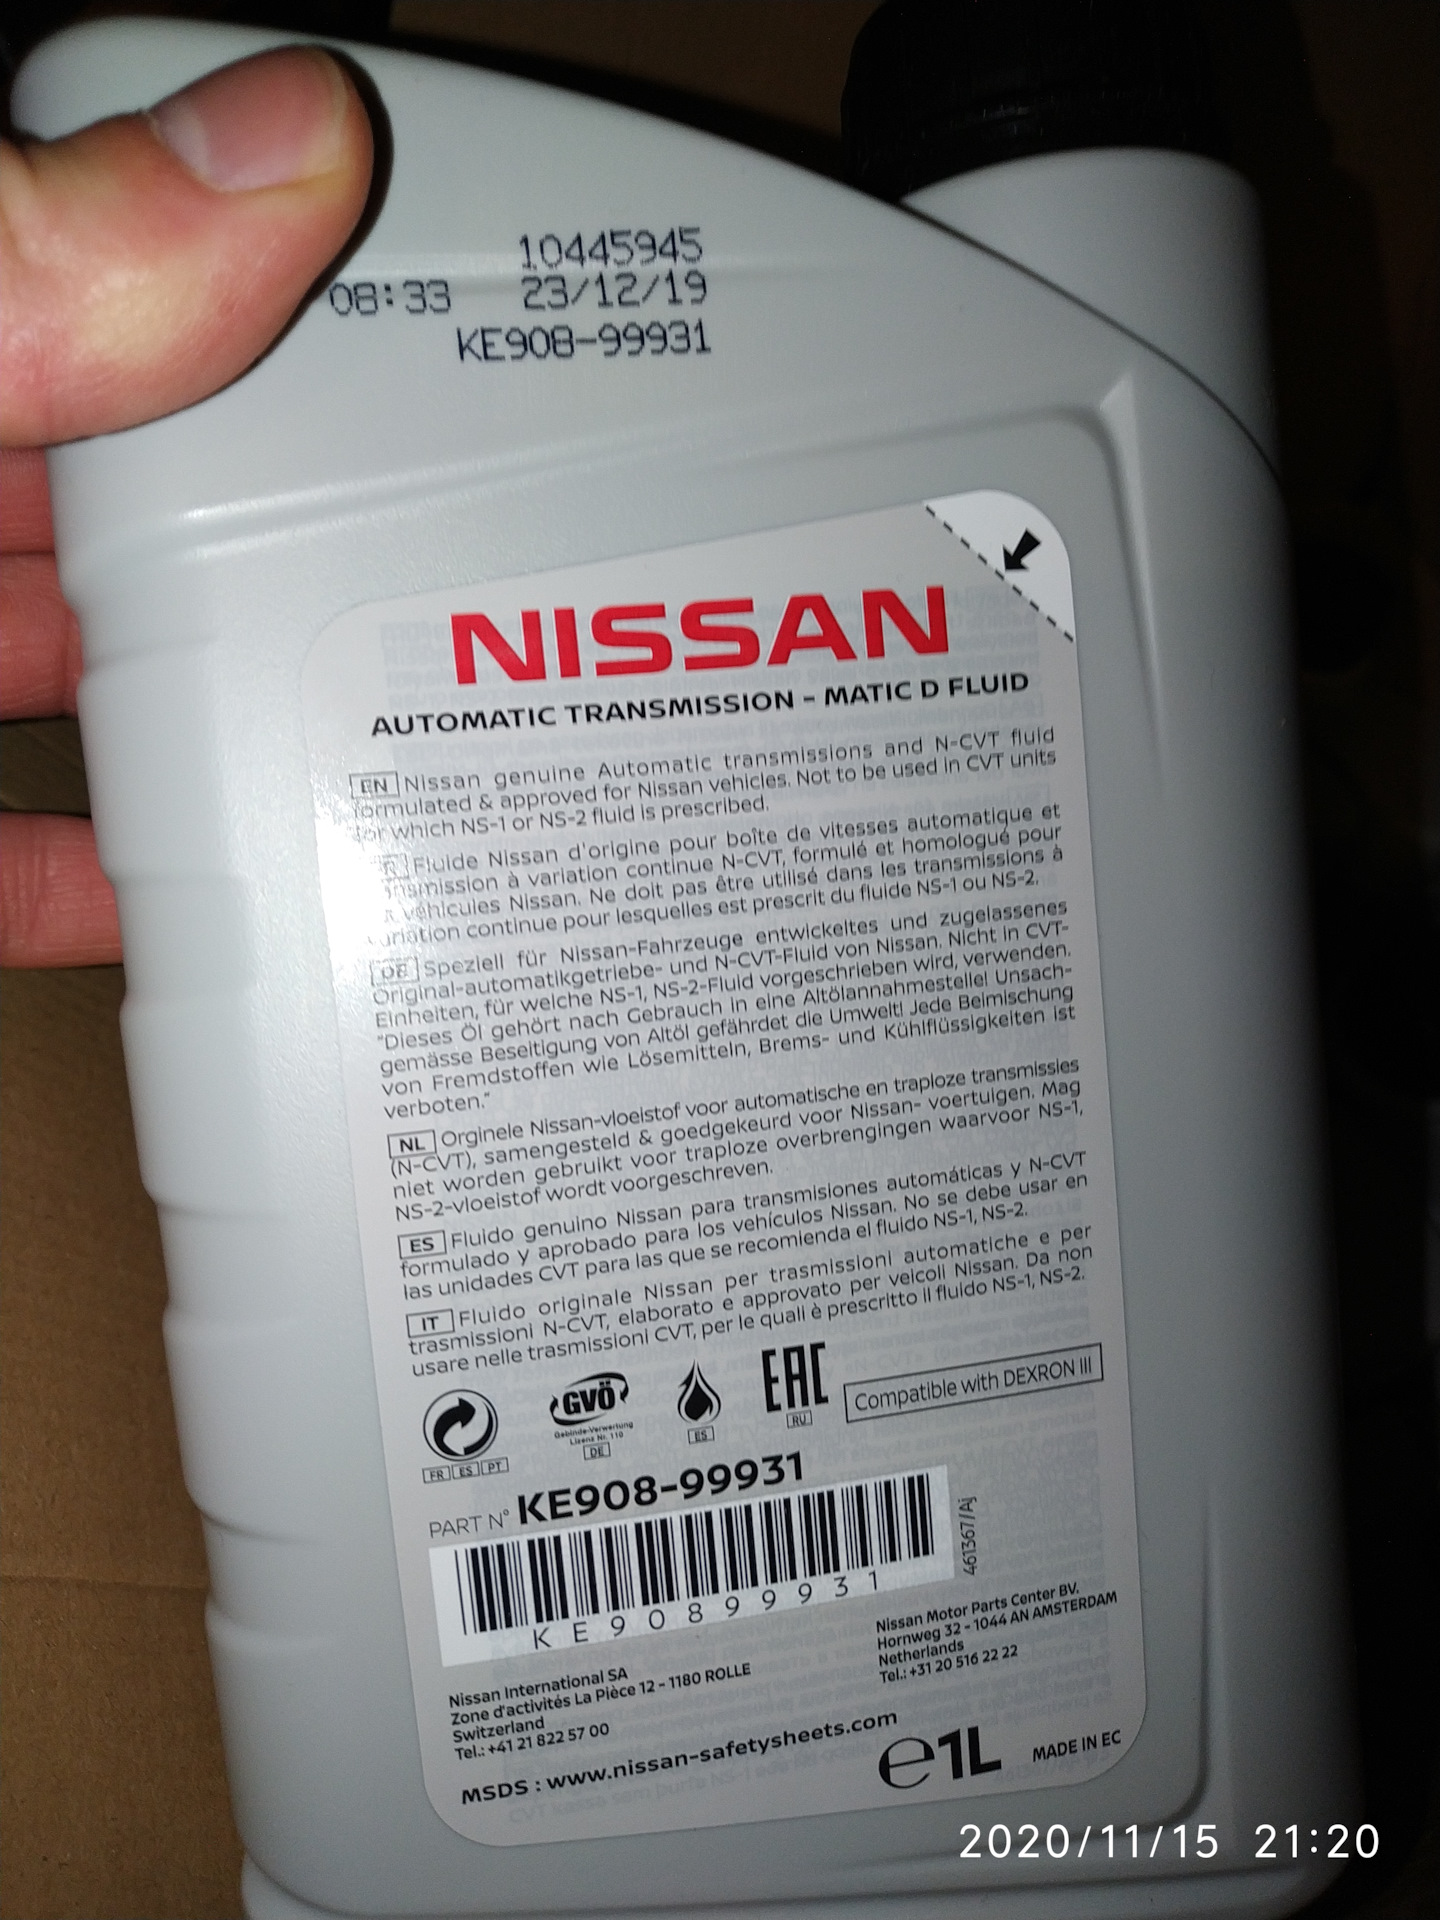 10445945
08:33 23/12/19
KE908-99931
NISSAN
AUTOMATIC TRANSMISSION - MATIC D FLUID
EN Nissan genuine Automatic transmissions and N-CVT fluid
formulated & approved for Nissan vehicles. Not to be used in CVT units
for which NS-1 or NS-2 fluid is prescribed.
Fluide Nissan d'origine pour boîte de vitesses automatique et
transmission à variation continue N-CVT, formulé et homologué pour
véhicules Nissan. Ne doit pas être utilisé dans les transmissions à
variation continue pour lesquelles est prescrit du fluide NS-1 ou NS-2.
DE Speziell für Nissan-Fahrzeuge entwickeltes und zugelassenes
Original-automatikgetriebe- und N-CVT-Fluid von Nissan. Nicht in CVT-
Einheiten, für welche NS-1, NS-2-Fluid vorgeschrieben wird, verwenden.
"Dieses Öl gehört nach Gebrauch in eine Altölannahmestelle! Unsach-
gemässe Beseitigung von Altöl gefährdet die Umwelt! Jede Beimischung
von Fremdstoffen wie Lösemitteln, Brems- und Kühlflüssigkeiten ist
verboten."
NL Orginele Nissan-vloeistof voor automatische en traploze transmissies
(N-CVT), samengesteld & goedgekeurd voor Nissan- voertuigen. Mag
niet worden gebruikt voor traploze overbrengingen waarvoor NS-1,
NS-2-vloeistof wordt voorgeschreven.
ES Fluido genuino Nissan para transmisiones automáticas y N-CVT
formulado y aprobado para los vehículos Nissan. No se debe usar en
las unidades CVT para las que se recomienda el fluido NS-1, NS-2.
IT Fluido originale Nissan per trasmissioni automatiche e per
trasmissioni N-CVT, elaborato e approvato per veicoli Nissan. Da non
usare nelle trasmissioni CVT, per le quali è prescritto il fluido NS-1, NS-2.
GVÖ
Gebinde-Verwertung
Lizenz Nr. 110
EAC
Compatible with DEXRON III
FR ES PT DE ES RU
PART N° KE908-99931
KE90899931
461367/Aj
Nissan International SA
Zone d'activités La Pièce 12 - 1180 ROLLE
Switzerland
Tel.: +41 21 822 57 00
Nissan Motor Parts Center BV.
Hornweg 32 - 1044 AN AMSTERDAM
Netherlands
Tel.: +31 20 516 22 22
MSDS : www.nissan-safetysheets.com
e1L MADE IN EC
2020/11/15 21:20